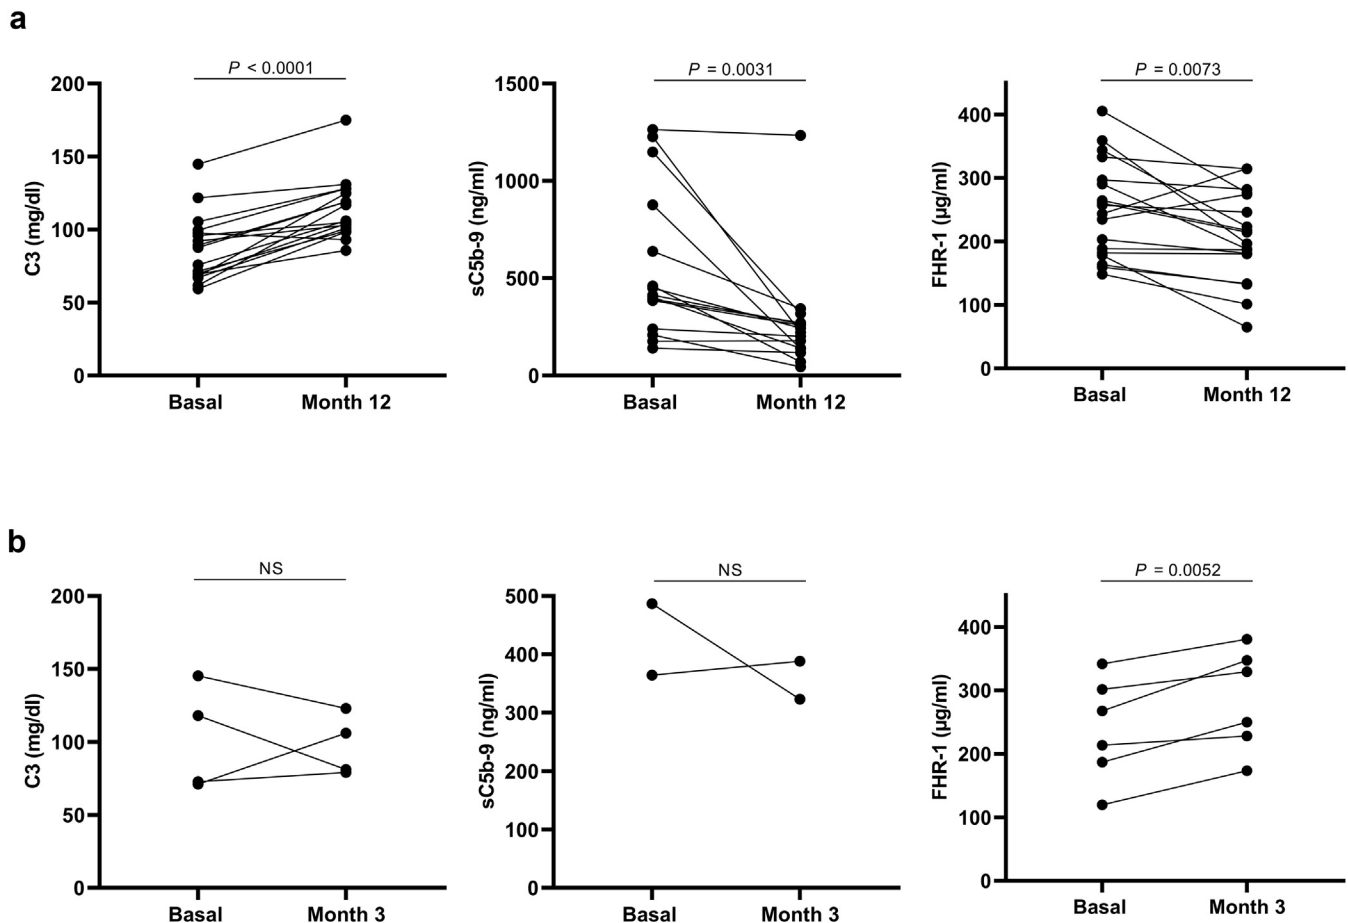 a
P < 0.0001
200
150
100
50
0
C3 (mg/dl)
Basal
Month 12
P = 0.0031
1500
1000
500
0
sC5b-9 (ng/ml)
Basal
Month 12
P = 0.0073
400
300
200
100
0
FHR-1 (µg/ml)
Basal
Month 12
b
NS
200
150
100
50
0
C3 (mg/dl)
Basal
Month 3
NS
500
400
300
200
100
0
sC5b-9 (ng/ml)
Basal
Month 3
P = 0.0052
400
300
200
100
0
FHR-1 (µg/ml)
Basal
Month 3